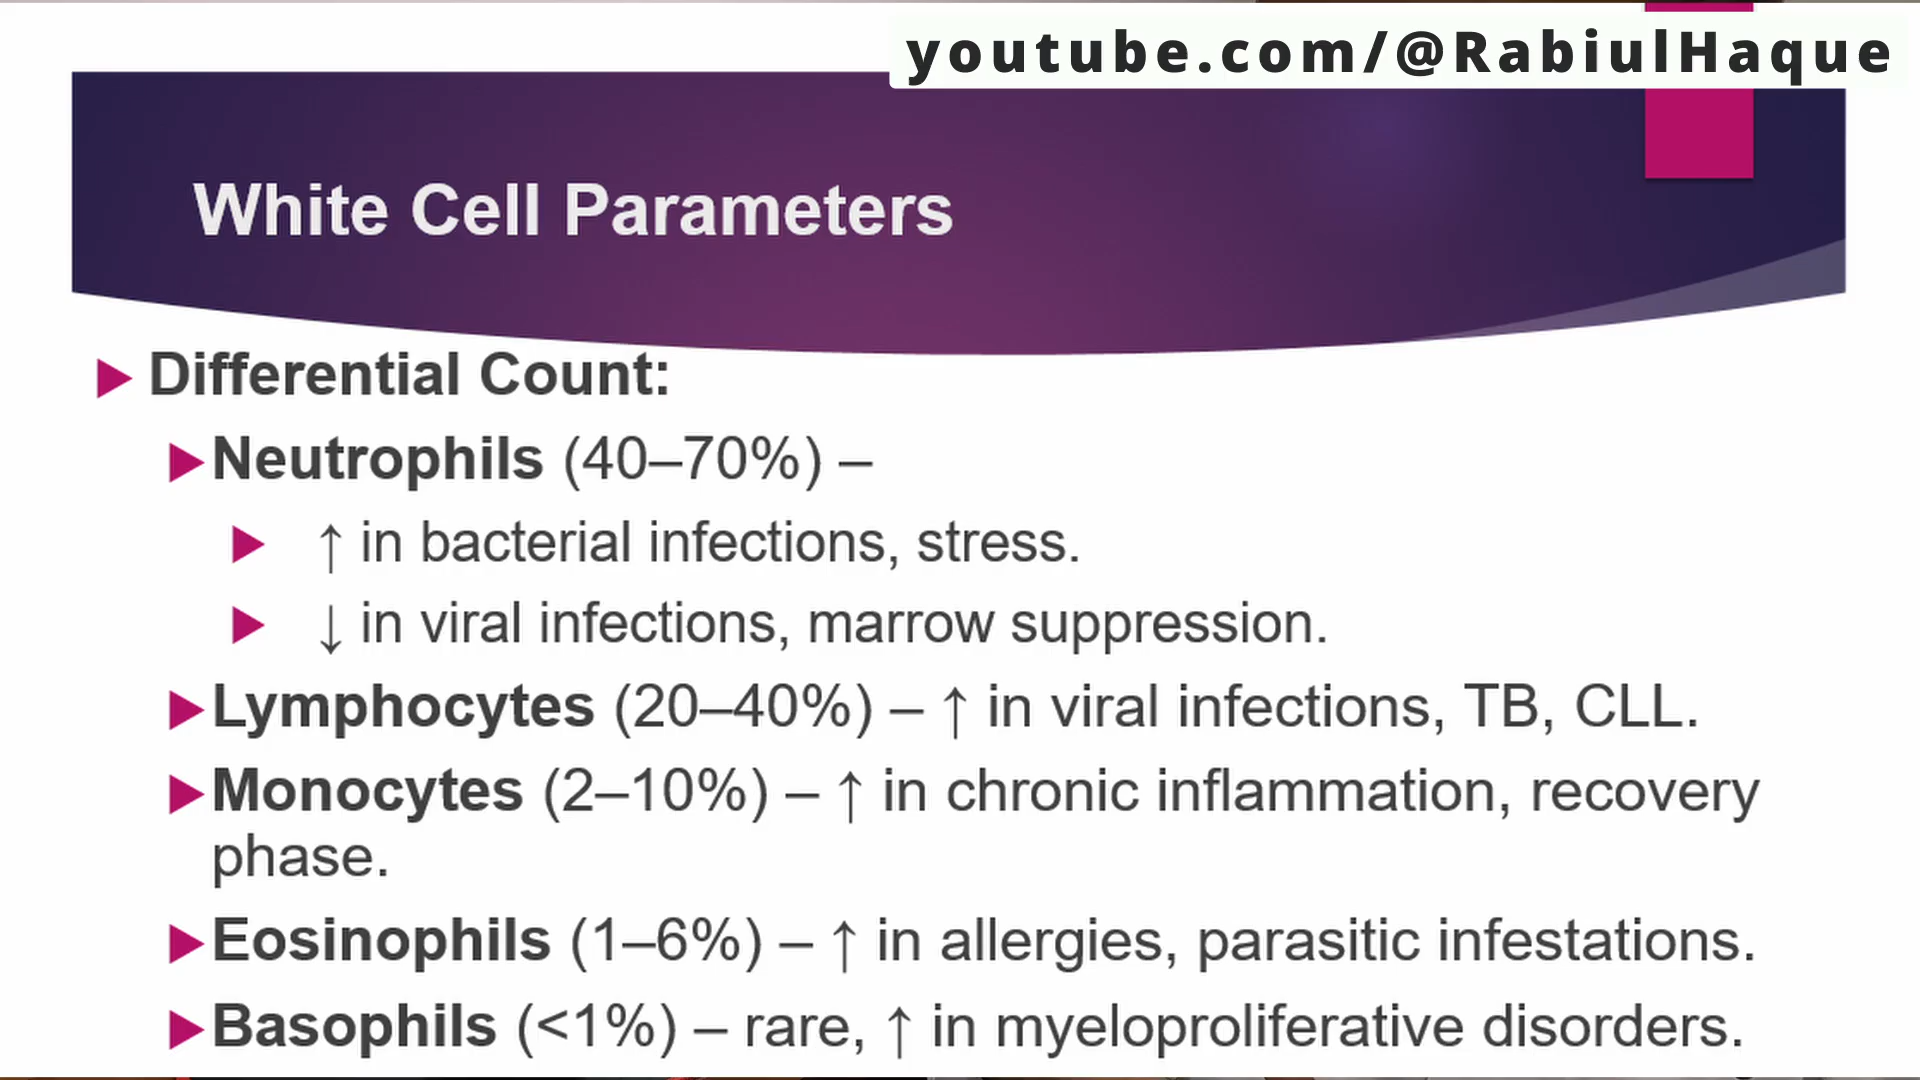 youtube.com/@RabiulHaque
White Cell Parameters
Differential Count:
Neutrophils (40–70%) –
↑ in bacterial infections, stress.
↓ in viral infections, marrow suppression.
Lymphocytes (20–40%) – ↑ in viral infections, TB, CLL.
Monocytes (2–10%) – ↑ in chronic inflammation, recovery
phase.
Eosinophils (1–6%) – ↑ in allergies, parasitic infestations.
Basophils (<1%) – rare, ↑ in myeloproliferative disorders.